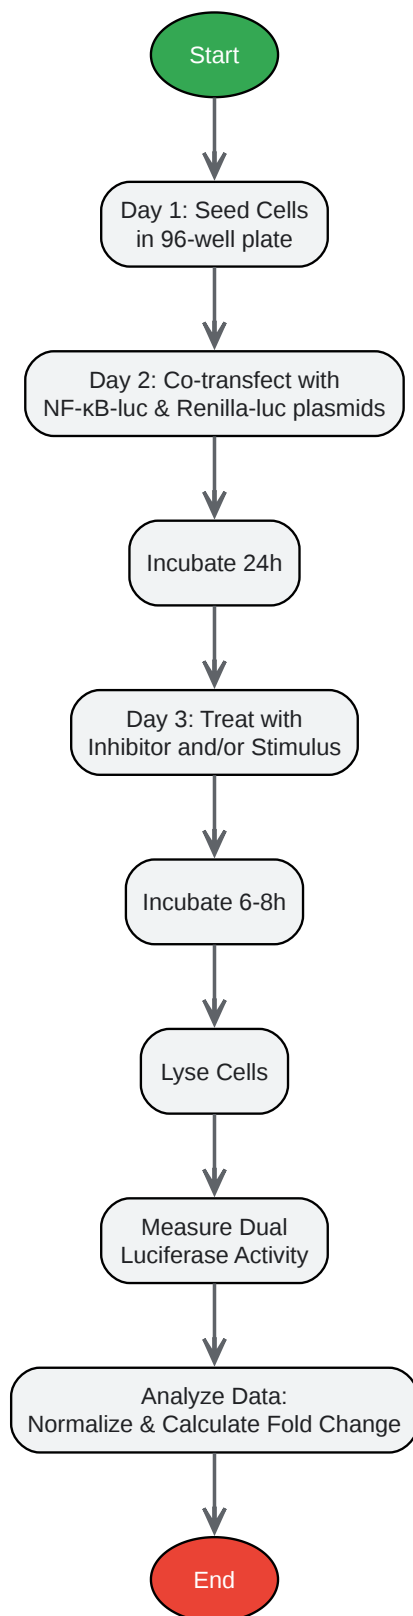 Start
Day 1: Seed Cells
in 96-well plate
Day 2: Co-transfect with
NF-κB-luc & Renilla-luc plasmids
Incubate 24h
Day 3: Treat with
Inhibitor and/or Stimulus
Incubate 6-8h
Lyse Cells
Measure Dual
Luciferase Activity
Analyze Data:
Normalize & Calculate Fold Change
End